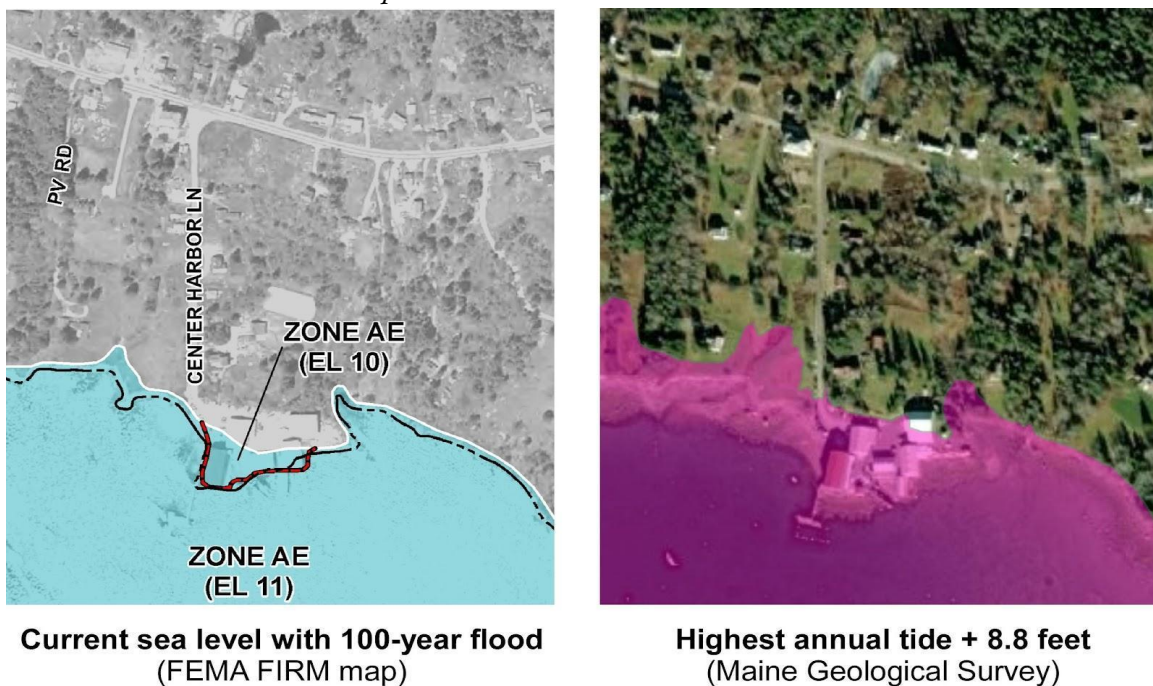 PV RD
CENTER HARBOR LN
ZONE AE
(EL 10)
ZONE AE
(EL 11)
Current sea level with 100-year flood
(FEMA FIRM map)
Highest annual tide + 8.8 feet
(Maine Geological Survey)